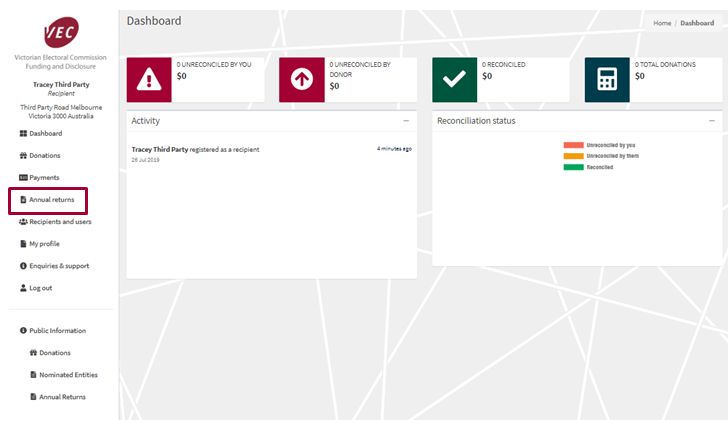 VEC
Victorian Electoral Commission
Funding and Disclosure
Tracey Third Party
Recipient
Third Party Road Melbourne
Victoria 3000 Australia
Dashboard
Donations
Payments
Annual returns
Recipients and users
My profile
Enquiries & support
Log out
Public Information
Donations
Nominated Entities
Annual Returns
Dashboard
Home / Dashboard
0 UNRECONCILED BY YOU
$0
0 UNRECONCILED BY
DONOR
$0
0 RECONCILED
$0
0 TOTAL DONATIONS
$0
Activity
Tracey Third Party registered as a recipient
4 minutes ago
26 Jul 2019
Reconciliation status
Unreconciled by you
Unreconciled by them
Reconciled